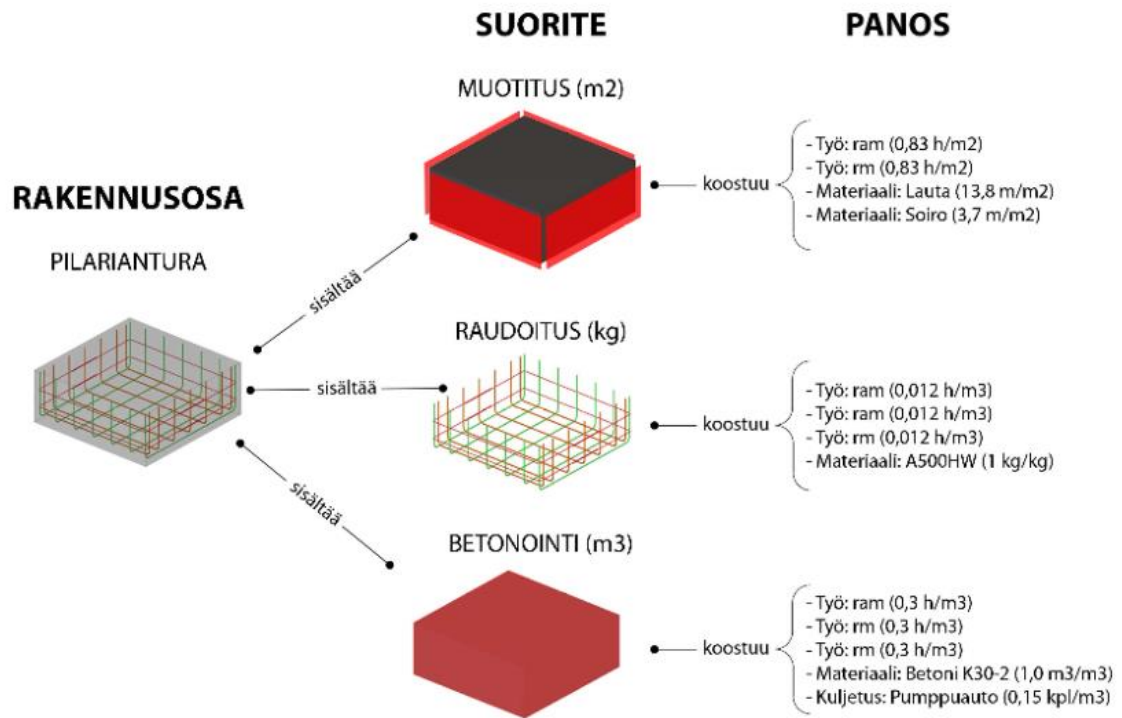 SUORITE
PANOS
MUOTITUS (m2)
- Työ: ram (0,83 h/m2)
- Työ: rm (0,83 h/m2)
- Materiaali: Lauta (13,8 m/m2)
- Materiaali: Soiro (3,7 m/m2)
koostuu
RAKENNUSOSA
PILARIANTURA
sisältää
RAUDOITUS (kg)
sisältää
koostuu
- Työ: ram (0,012 h/m3)
- Työ: ram (0,012 h/m3)
- Työ: rm (0,012 h/m3)
- Materiaali: A500HW (1 kg/kg)
sisältää
BETONOINTI (m3)
koostuu
- Työ: ram (0,3 h/m3)
- Työ: rm (0,3 h/m3)
- Työ: rm (0,3 h/m3)
- Materiaali: Betoni K30-2 (1,0 m3/m3)
- Kuljetus: Pumppuauto (0,15 kpl/m3)